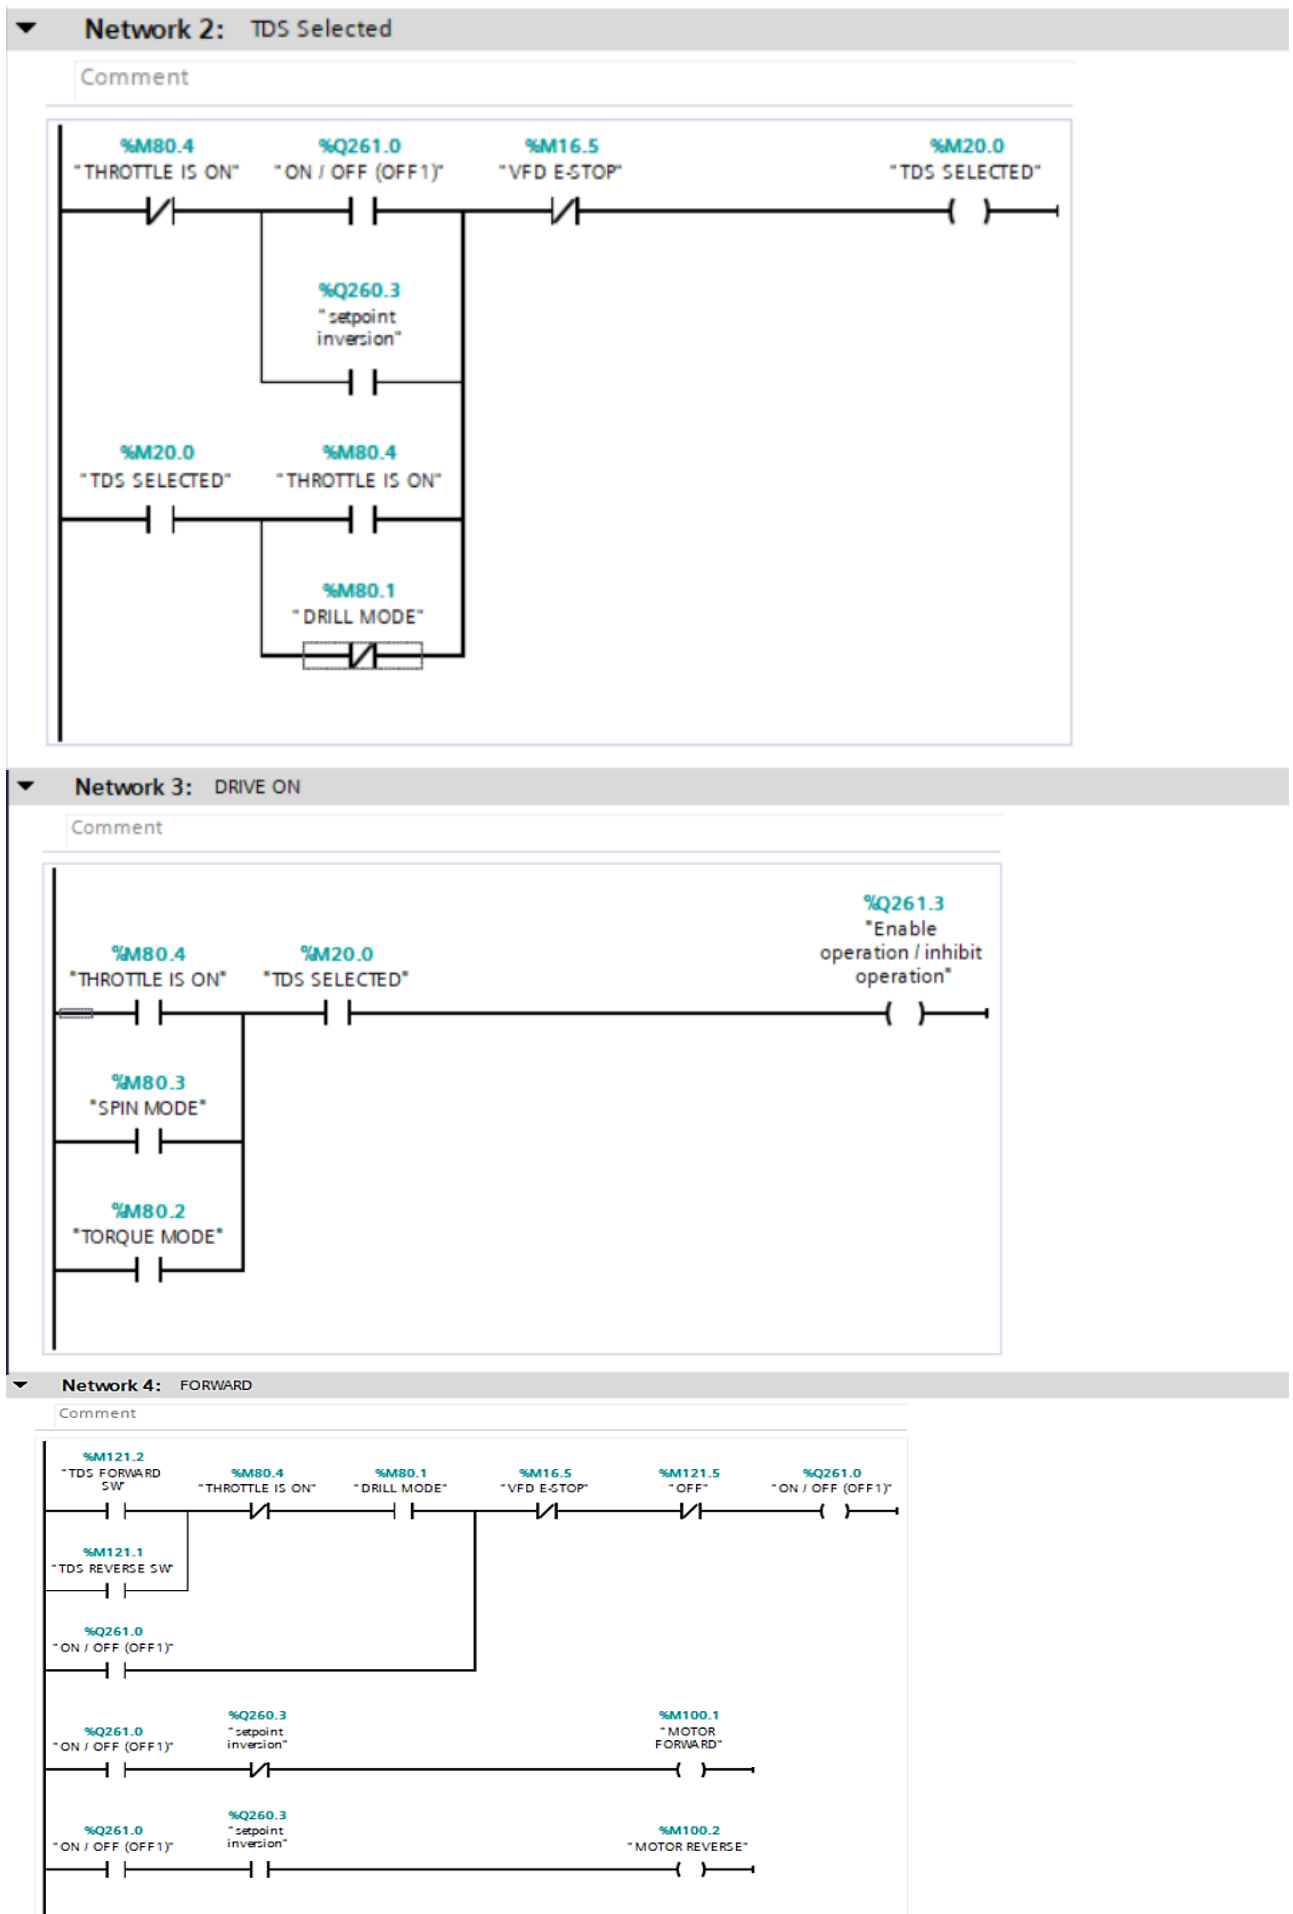 Network 2: TDS Selected
Comment
%M80.4 %Q261.0 %M16.5 %M20.0
"THROTTLE IS ON" "ON / OFF (OFF1)" "VFD E-STOP" "TDS SELECTED"
%Q260.3
"setpoint
inversion"
%M20.0 %M80.4
"TDS SELECTED" "THROTTLE IS ON"
%M80.1
"DRILL MODE"
Network 3: DRIVE ON
Comment
%Q261.3
"Enable
operation / inhibit
operation"
%M80.4 %M20.0
"THROTTLE IS ON" "TDS SELECTED"
%M80.3
"SPIN MODE"
%M80.2
"TORQUE MODE"
Network 4: FORWARD
Comment
%M121.2
"TDS FORWARD
SW"
%M80.4 %M80.1 %M16.5 %M121.5 %Q261.0
"THROTTLE IS ON" "DRILL MODE" "VFD E-STOP" "OFF" "ON / OFF (OFF1)"
%M121.1
"TDS REVERSE SW"
%Q261.0
"ON / OFF (OFF1)"
%Q261.0
"ON / OFF (OFF1)"
%Q260.3
"setpoint
inversion"
%M100.1
"MOTOR
FORWARD"
%Q261.0
"ON / OFF (OFF1)"
%Q260.3
"setpoint
inversion"
%M100.2
"MOTOR REVERSE"